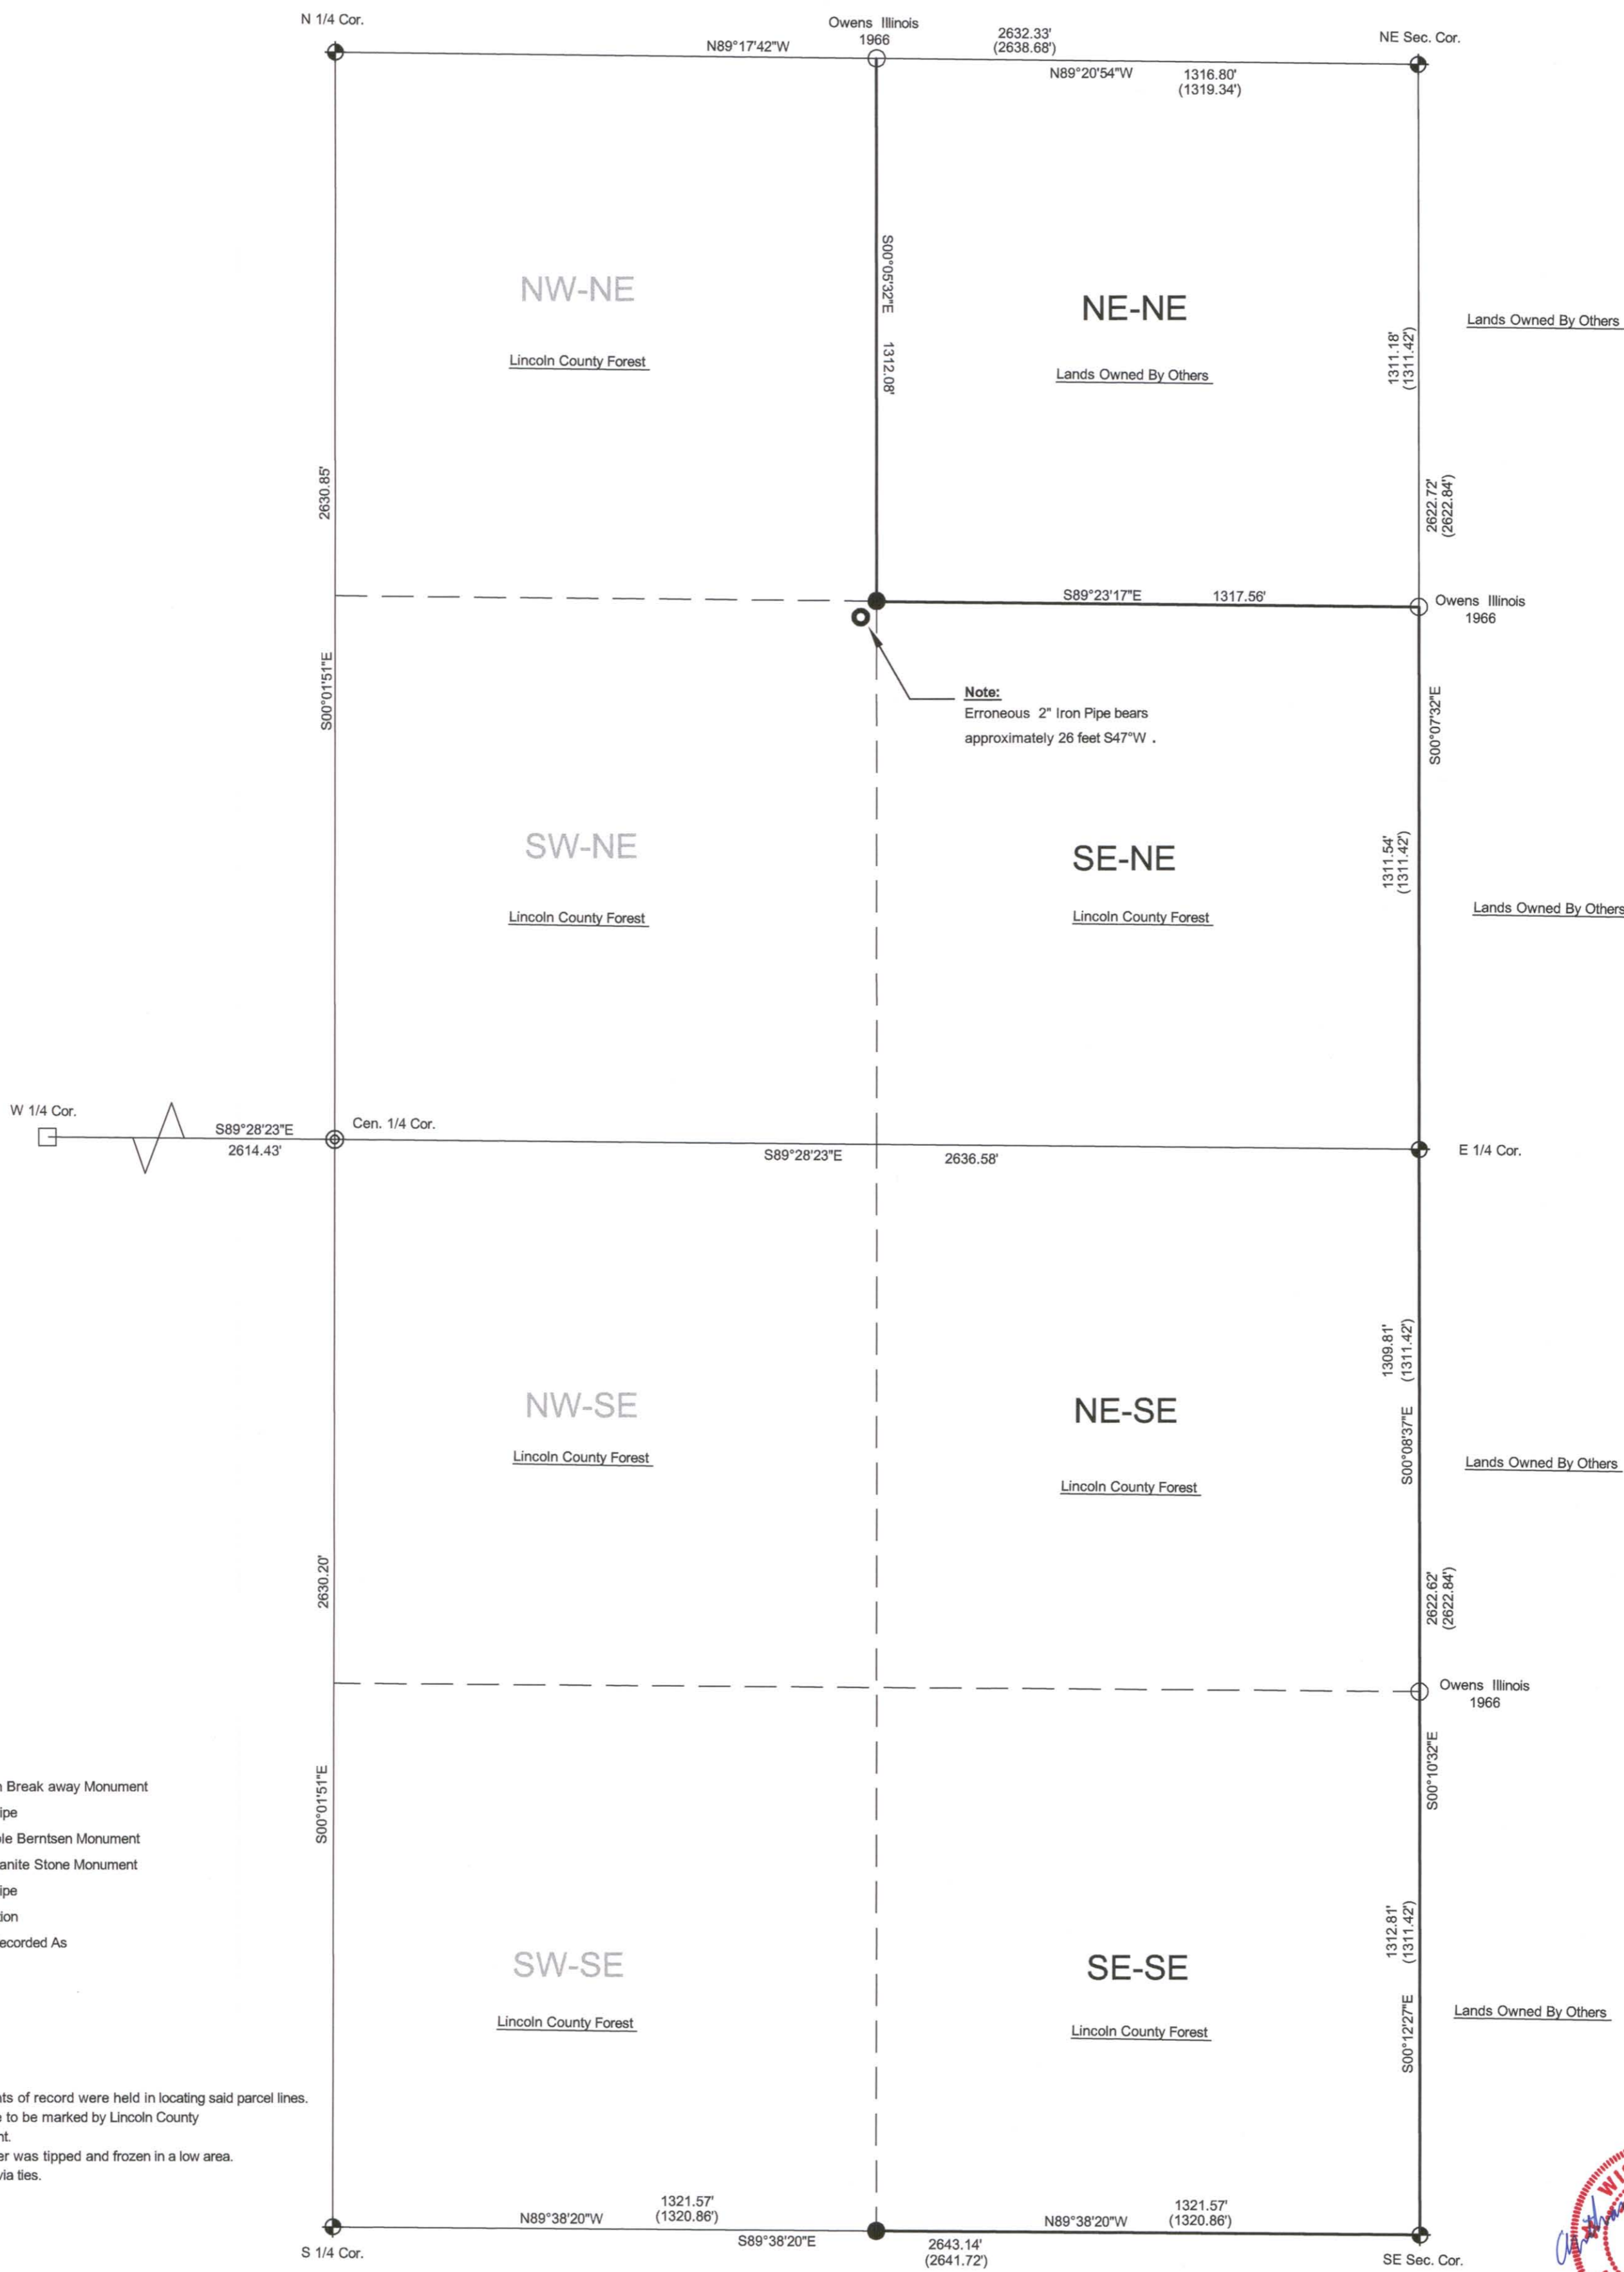 N 1/4 Cor.
Owens Illinois
1966
2632.33'
(2638.68')
NE Sec. Cor.
N89°17'42"W
N89°20'54"W
1316.80'
(1319.34')
S00°05'32"E 1312.08'
NW-NE
Lincoln County Forest
NE-NE
Lands Owned By Others
1311.18'
(1311.42')
Lands Owned By Others
2630.85'
2622.72'
(2622.84')
S89°23'17"E 1317.56'
Owens Illinois
1966
S00°01'51"E
Note:
Erroneous 2" Iron Pipe bears
approximately 26 feet S47°W .
S00°07'32"E
SW-NE
Lincoln County Forest
SE-NE
Lincoln County Forest
1311.54'
(1311.42')
Lands Owned By Others
W 1/4 Cor.
S89°28'23"E
2614.43'
Cen. 1/4 Cor.
S89°28'23"E
2636.58'
E 1/4 Cor.
1309.81'
(1311.42')
NW-SE
Lincoln County Forest
NE-SE
Lincoln County Forest
S00°08'37"E
Lands Owned By Others
2630.20'
2622.62'
(2622.84')
Owens Illinois
1966
S00°01'51"E
S00°10'32"E
Break away Monument
ipe
le Berntsen Monument
anite Stone Monument
ipe
tion
ecorded As
SW-SE
Lincoln County Forest
SE-SE
Lincoln County Forest
1312.81'
(1311.42')
S00°12'27"E
Lands Owned By Others
ts of record were held in locating said parcel lines.
to be marked by Lincoln County
nt.
er was tipped and frozen in a low area.
via ties.
N89°38'20"W
1321.57'
(1320.86')
N89°38'20"W
1321.57'
(1320.86')
S 1/4 Cor.
S89°38'20"E
2643.14'
(2641.72')
SE Sec. Cor.
WI